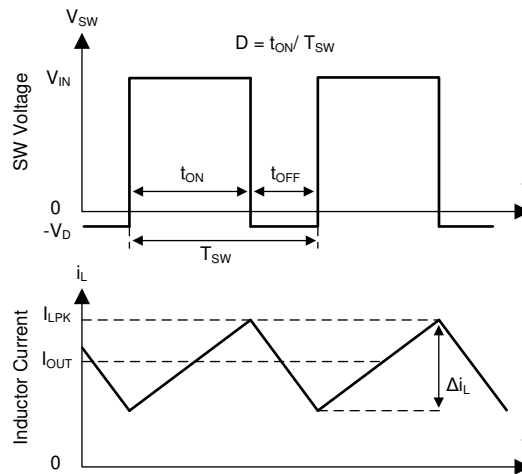 V_SW
D = t_ON/ T_SW
V_IN
SW Voltage
t_ON
t_OFF
0
-V_D
T_SW
i_L
I_LPK
I_OUT
Inductor Current
Δi_L
0